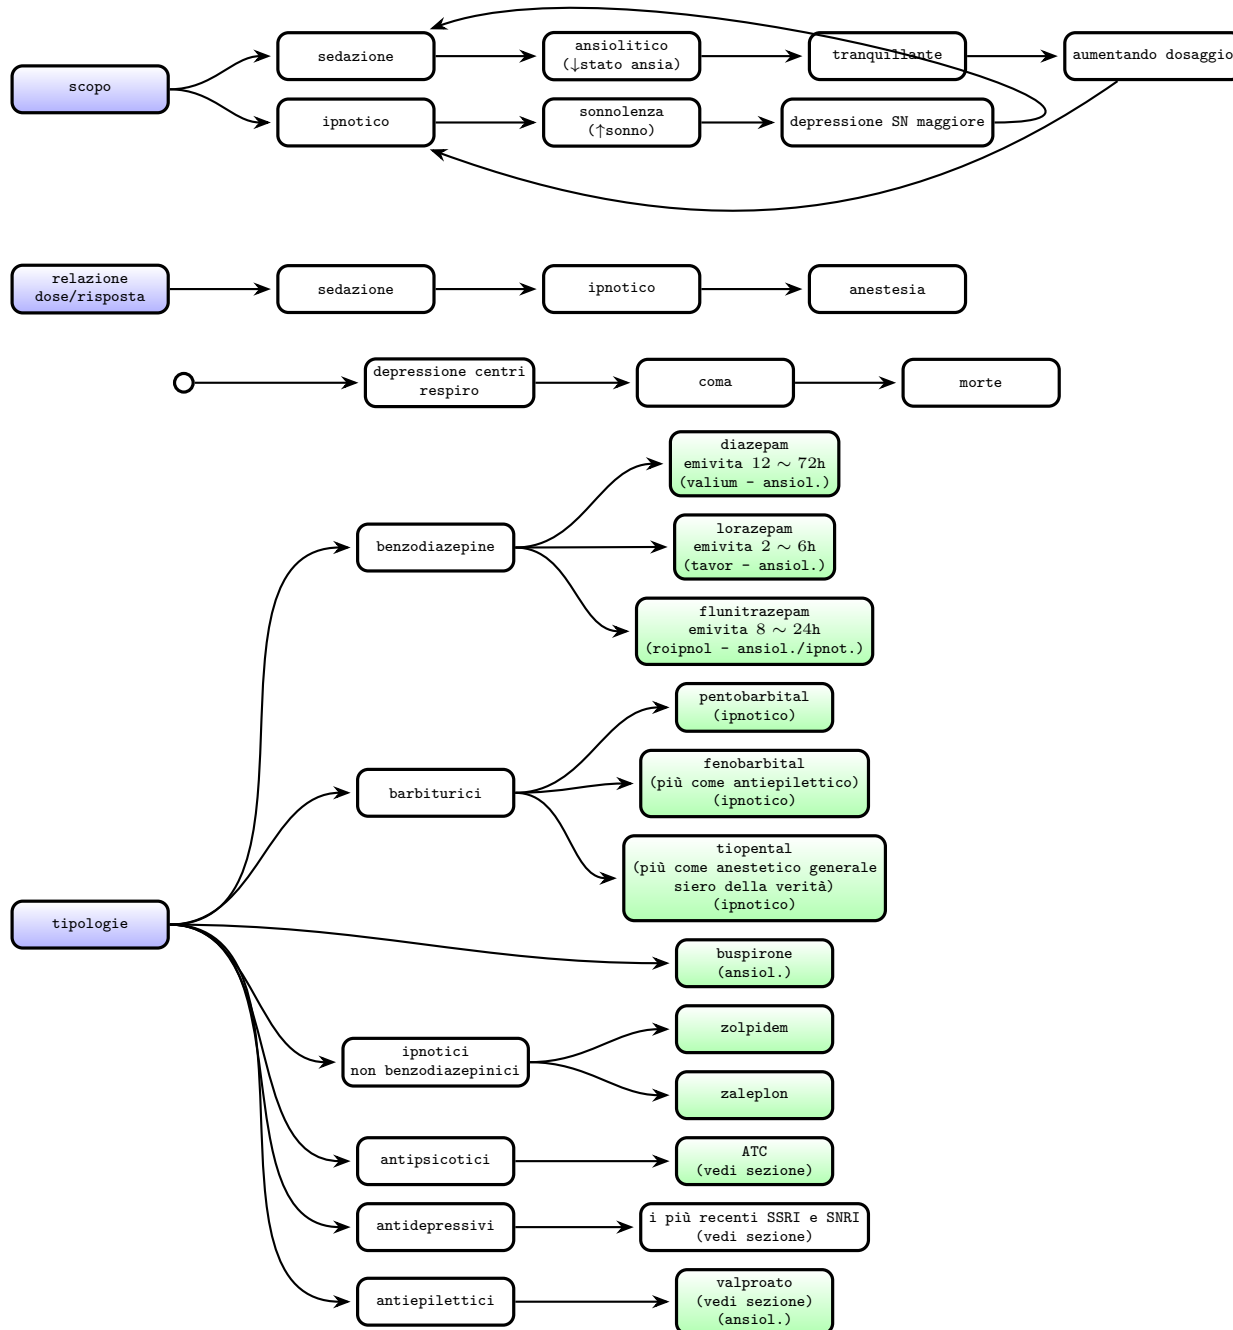 scopo
sedazione
ansiolitico
(↓stato ansia)
tranquillante
aumentando dosaggio
ipnotico
sonnolenza
(↑sonno)
depressione SN maggiore
relazione
dose/risposta
sedazione
ipnotico
anestesia
depressione centri
respiro
coma
morte
tipologie
benzodiazepine
diazepam
emivita 12 ∼ 72h
(valium - ansiol.)
lorazepam
emivita 2 ∼ 6h
(tavor - ansiol.)
flunitrazepam
emivita 8 ∼ 24h
(roipnol - ansiol./ipnot.)
barbiturici
pentobarbital
(ipnotico)
fenobarbital
(più come antiepilettico)
(ipnotico)
tiopental
(più come anestetico generale
siero della verità)
(ipnotico)
buspirone
(ansiol.)
ipnotici
non benzodiazepinici
zolpidem
zaleplon
antipsicotici
ATC
(vedi sezione)
antidepressivi
i più recenti SSRI e SNRI
(vedi sezione)
antiepilettici
valproato
(vedi sezione)
(ansiol.)